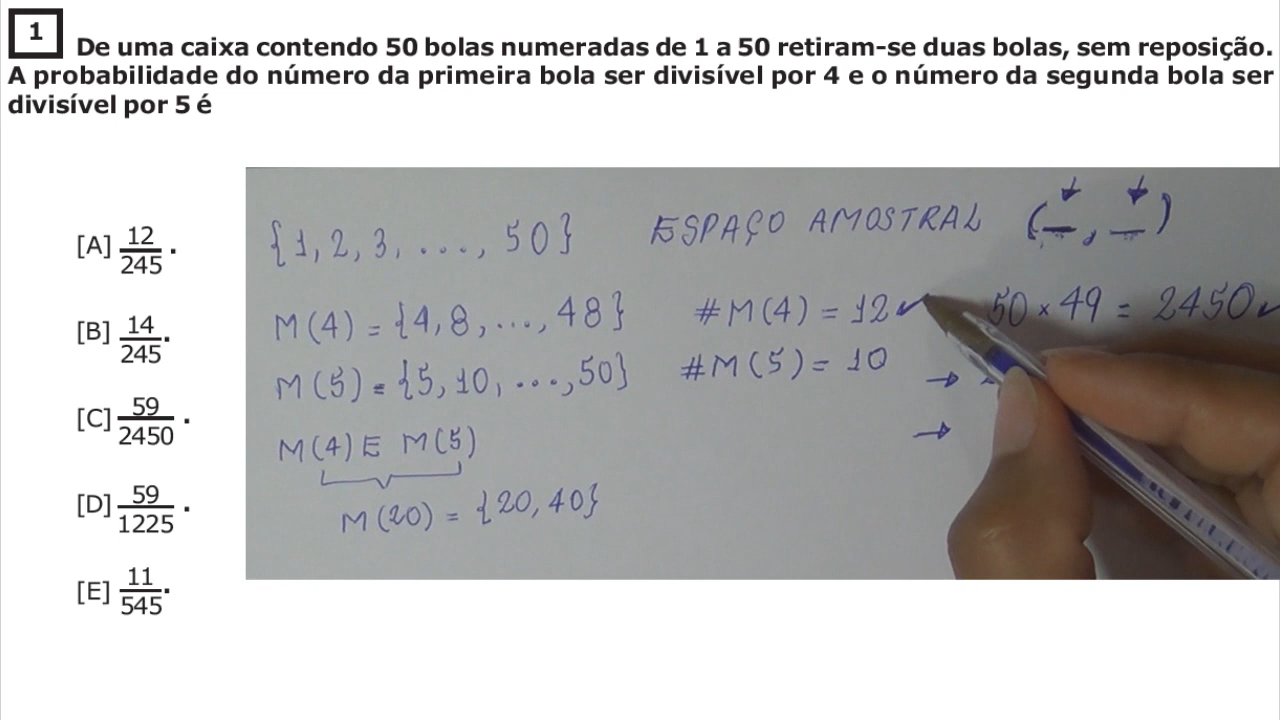 1
De uma caixa contendo 50 bolas numeradas de 1 a 50 retiram-se duas bolas, sem reposição.
A probabilidade do número da primeira bola ser divisível por 4 e o número da segunda bola ser
divisível por 5 é
[A] 12/245.
[B] 14/245.
[C] 59/2450.
[D] 59/1225.
[E] 11/545.
{1, 2, 3, ..., 50}
ESPAÇO AMOSTRAL (_, _)
M(4) = {4, 8, ..., 48}
#M(4) = 12 ✓
50 × 49 = 2450 ✓
M(5) = {5, 10, ..., 50}
#M(5) = 10
→
→
M(4) E M(5)
M(20) = {20, 40}